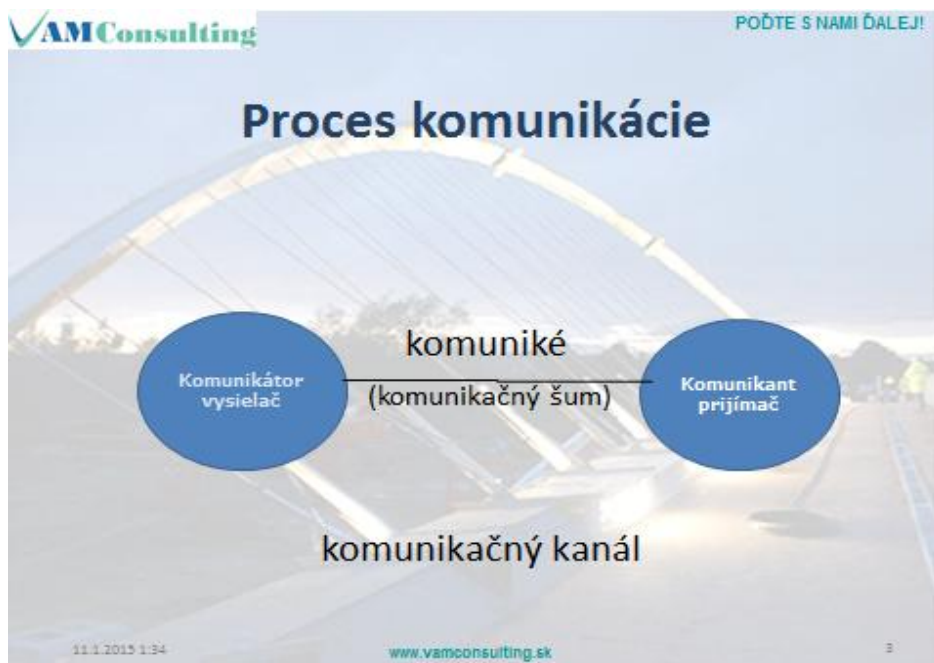 VAMConsulting
POĎTE S NAMI ĎALEJ!
Proces komunikácie
komuniké
Komunikátor
vysielač
(komunikačný šum)
Komunikant
prijímač
komunikačný kanál
11.1.2015 1:34
www.vamconsulting.sk
3